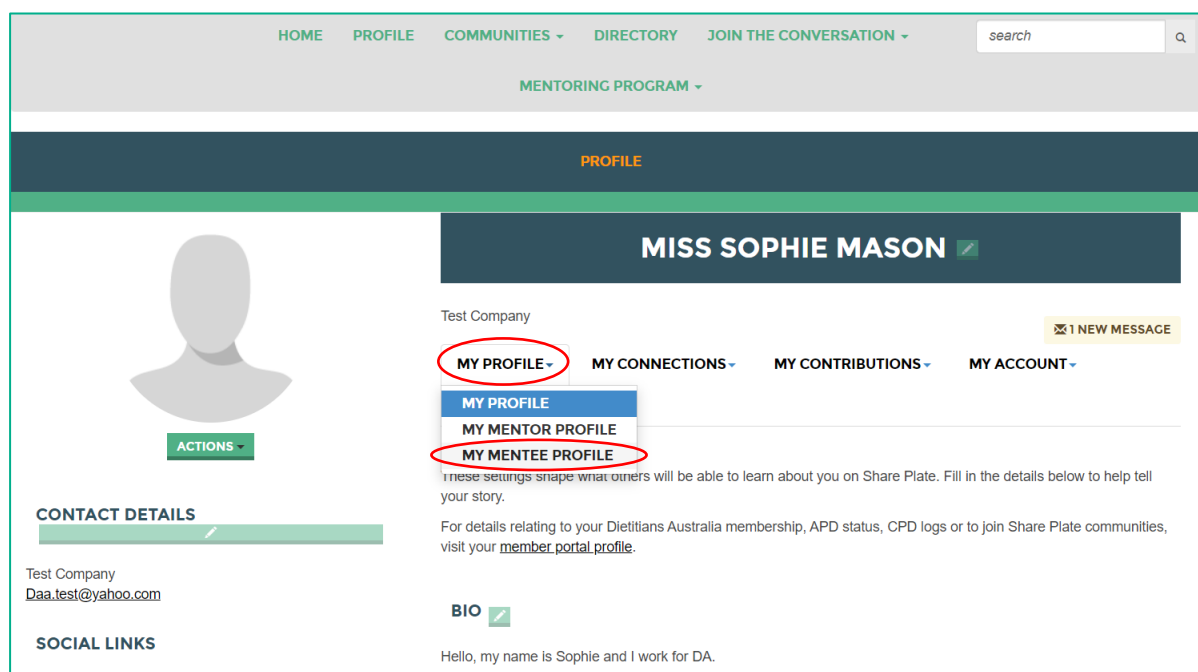 HOME PROFILE COMMUNITIES DIRECTORY JOIN THE CONVERSATION search
MENTORING PROGRAM
PROFILE
MISS SOPHIE MASON
Test Company
1 NEW MESSAGE
MY PROFILE MY CONNECTIONS MY CONTRIBUTIONS MY ACCOUNT
MY PROFILE
MY MENTOR PROFILE
MY MENTEE PROFILE
ACTIONS
These settings shape what others will be able to learn about you on Share Plate. Fill in the details below to help tell
your story.
For details relating to your Dietitians Australia membership, APD status, CPD logs or to join Share Plate communities,
visit your member portal profile.
CONTACT DETAILS
Test Company
Daa.test@yahoo.com
SOCIAL LINKS
BIO
Hello, my name is Sophie and I work for DA.